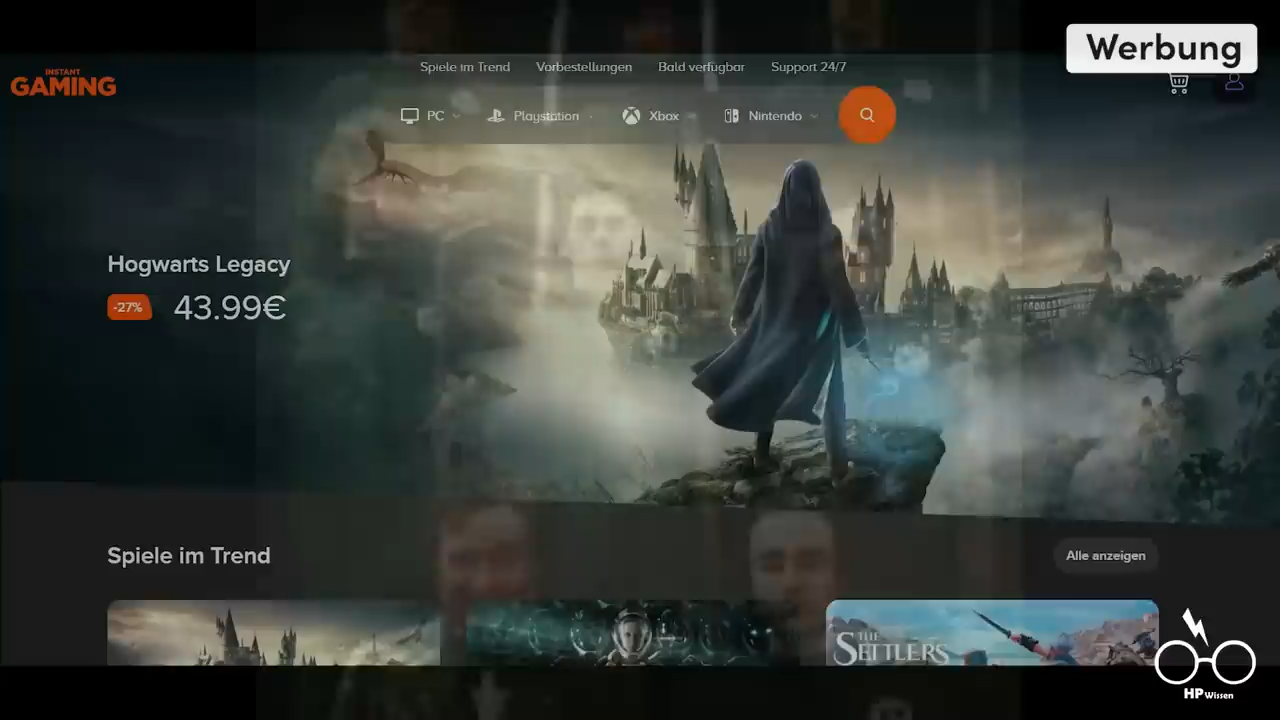 Werbung
INSTANT
GAMING
Spiele im Trend
Vorbestellungen
Bald verfügbar
Support 24/7
PC
Playstation
Xbox
Nintendo
Hogwarts Legacy
-27%
43.99€
Spiele im Trend
Alle anzeigen
THE
SETTLERS
HP Wissen